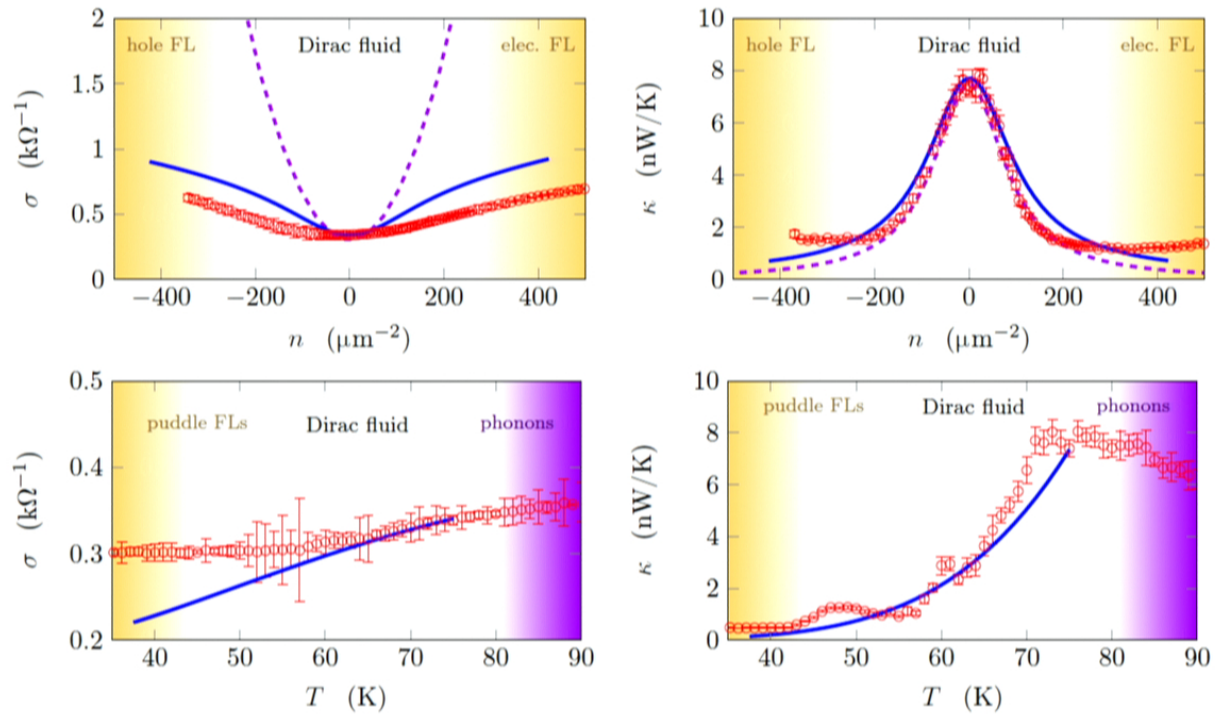 2
hole FL
Dirac fluid
elec. FL
1.5
1
0.5
0
σ (kΩ⁻¹)
−400 −200 0 200 400
n (μm⁻²)
10
hole FL
Dirac fluid
elec. FL
8
6
4
2
0
κ (nW/K)
−400 −200 0 200 400
n (μm⁻²)
0.5
puddle FLs
Dirac fluid
phonons
0.4
0.3
0.2
σ (kΩ⁻¹)
40 50 60 70 80 90
T (K)
10
puddle FLs
Dirac fluid
phonons
8
6
4
2
0
κ (nW/K)
40 50 60 70 80 90
T (K)